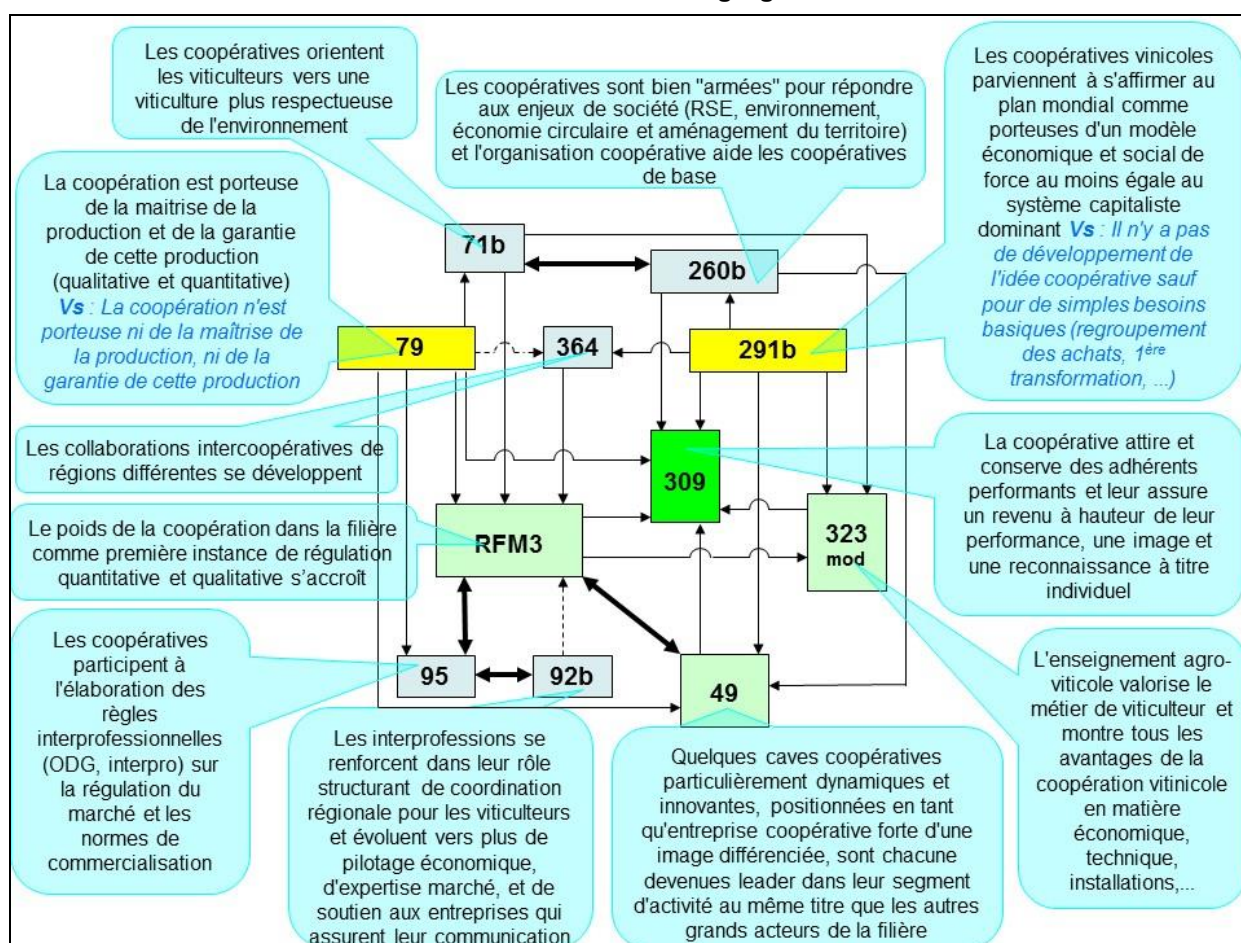 Les coopératives orientent
les viticulteurs vers une
viticulture plus respectueuse
de l'environnement
Les coopératives sont bien "armées" pour répondre
aux enjeux de société (RSE, environnement,
économie circulaire et aménagement du territoire)
et l'organisation coopérative aide les coopératives
de base
Les coopératives vinicoles
parviennent à s'affirmer au
plan mondial comme
porteuses d'un modèle
économique et social de
force au moins égale au
système capitaliste
dominant Vs : Il n'y a pas
de développement de
l'idée coopérative sauf
pour de simples besoins
basiques (regroupement
des achats, 1ère
transformation, ...)
La coopération est porteuse
de la maitrise de la
production et de la garantie
de cette production
(qualitative et quantitative)
Vs : La coopération n'est
porteuse ni de la maîtrise de
la production, ni de la
garantie de cette production
71b
260b
79
364
291b
Les collaborations intercoopératives de
régions différentes se développent
309
La coopérative attire et
conserve des adhérents
performants et leur assure
un revenu à hauteur de leur
performance, une image et
une reconnaissance à titre
individuel
Le poids de la coopération dans la filière
comme première instance de régulation
quantitative et qualitative s’accroît
RFM3
323
mod
Les coopératives
participent à
l'élaboration des
règles
interprofessionnelles
(ODG, interpro) sur
la régulation du
marché et les
normes de
commercialisation
95
92b
49
L'enseignement agro-
viticole valorise le
métier de viticulteur et
montre tous les
avantages de la
coopération vitinicole
en matière
économique,
technique,
installations,...
Les interprofessions se
renforcent dans leur rôle
structurant de coordination
régionale pour les viticulteurs
et évoluent vers plus de
pilotage économique,
d'expertise marché, et de
soutien aux entreprises qui
assurent leur communication
Quelques caves coopératives
particulièrement dynamiques et
innovantes, positionnées en tant
qu'entreprise coopérative forte d'une
image différenciée, sont chacune
devenues leader dans leur segment
d'activité au même titre que les autres
grands acteurs de la filière